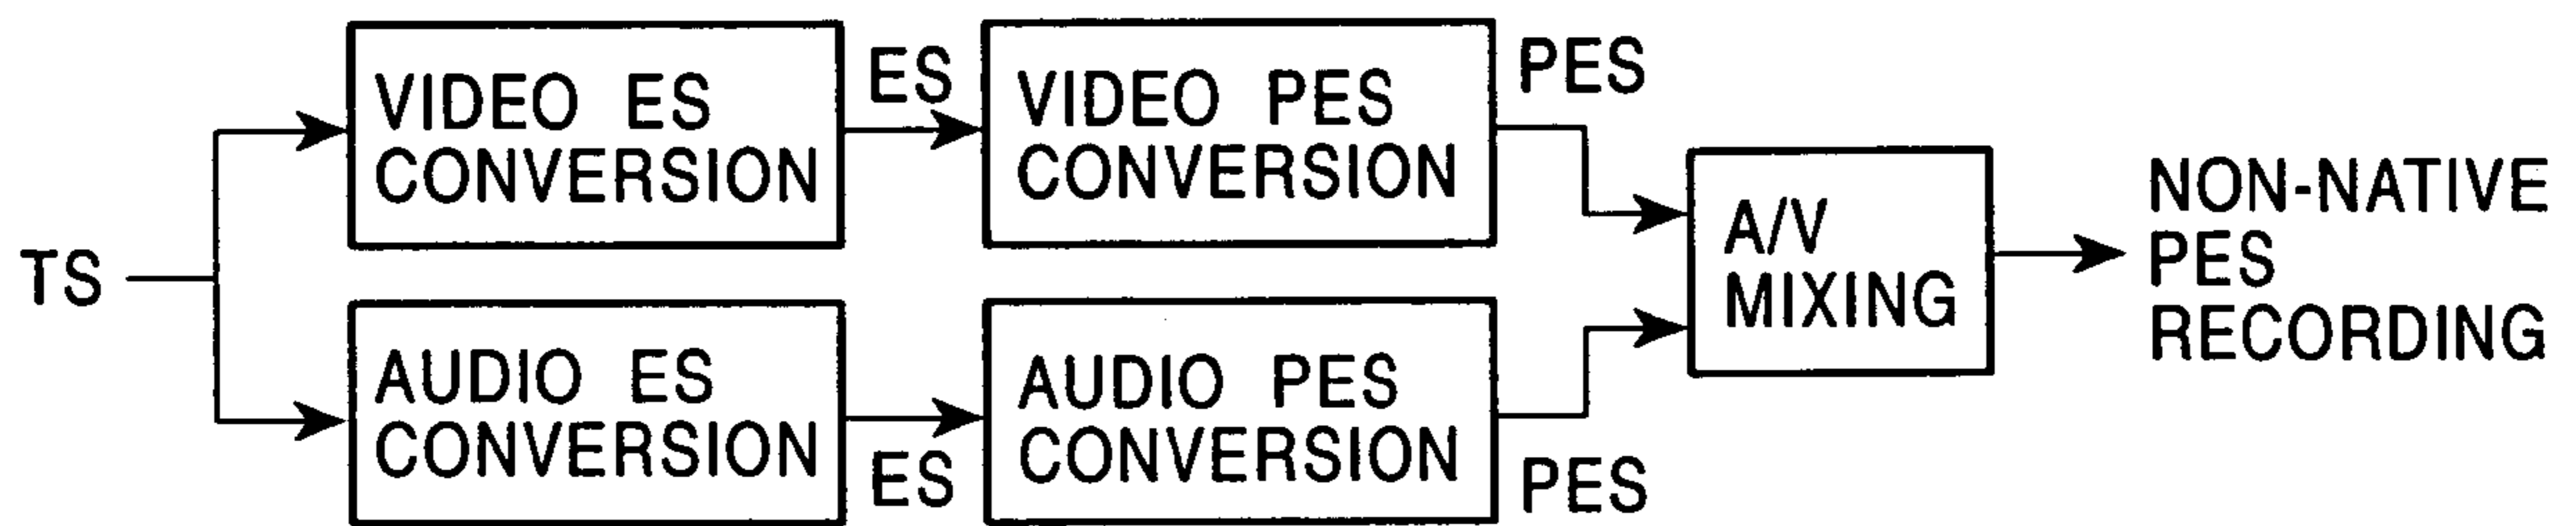 TS
VIDEO ES
CONVERSION
ES
VIDEO PES
CONVERSION
PES
AUDIO ES
CONVERSION
ES
AUDIO PES
CONVERSION
PES
A/V
MIXING
NON-NATIVE
PES
RECORDING